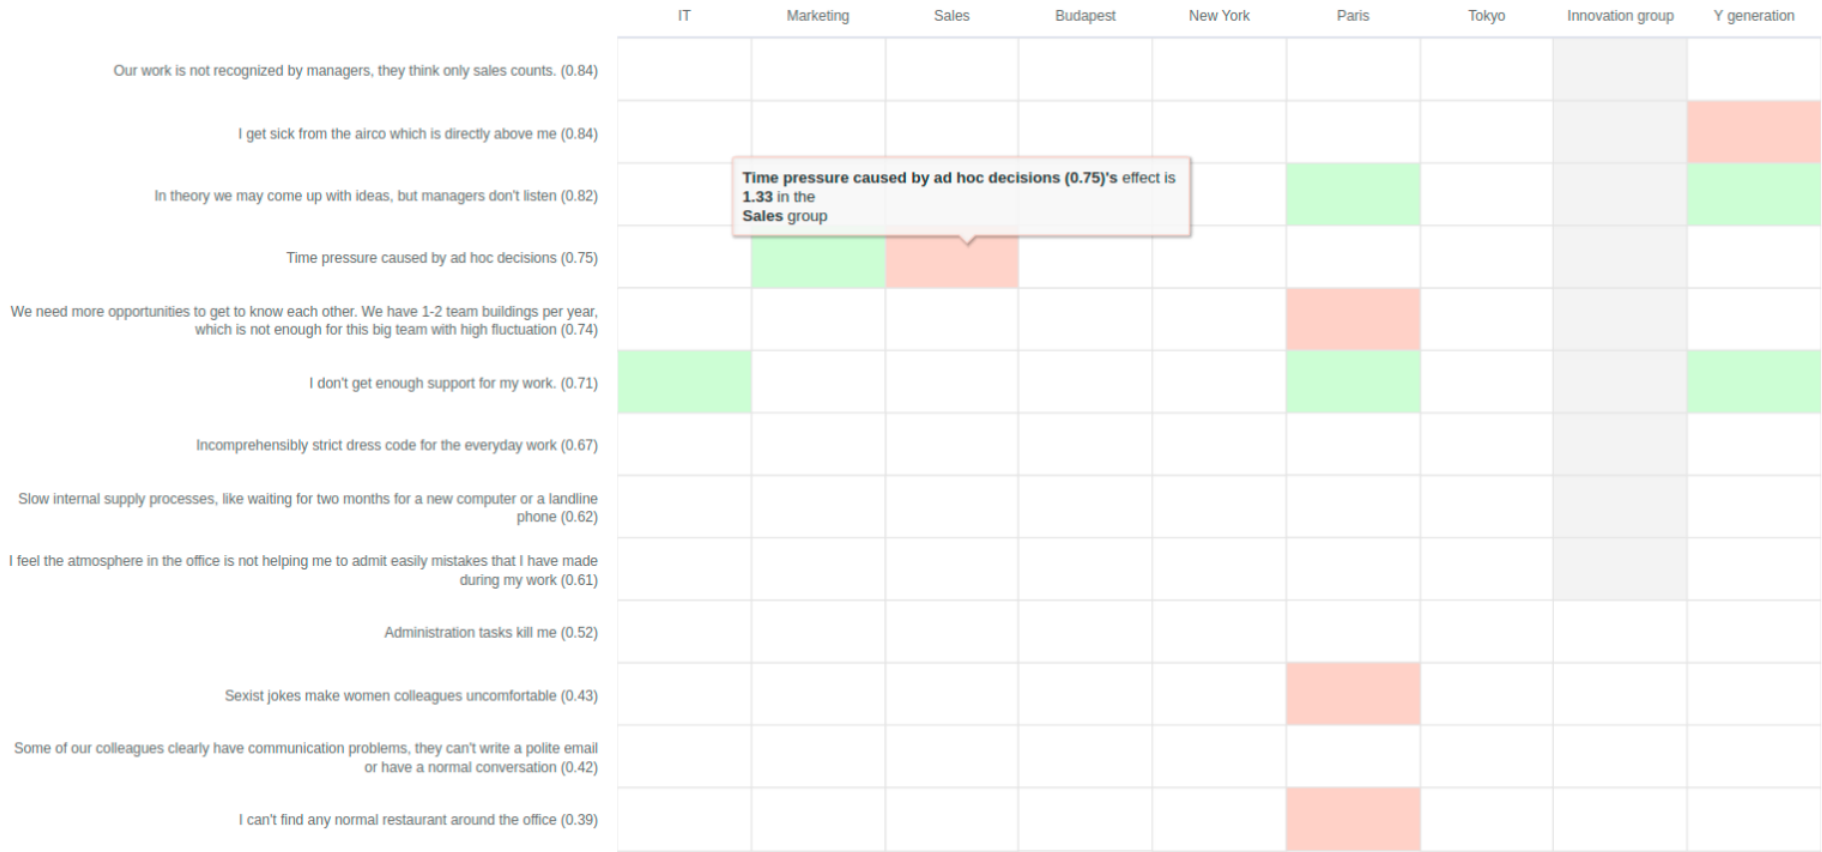 IT Marketing Sales Budapest New York Paris Tokyo Innovation group Y generation
Our work is not recognized by managers, they think only sales counts. (0.84)
I get sick from the airco which is directly above me (0.84)
In theory we may come up with ideas, but managers don't listen (0.82)
Time pressure caused by ad hoc decisions (0.75)'s effect is
1.33 in the
Sales group
Time pressure caused by ad hoc decisions (0.75)
We need more opportunities to get to know each other. We have 1-2 team buildings per year,
which is not enough for this big team with high fluctuation (0.74)
I don't get enough support for my work. (0.71)
Incomprehensibly strict dress code for the everyday work (0.67)
Slow internal supply processes, like waiting for two months for a new computer or a landline
phone (0.62)
I feel the atmosphere in the office is not helping me to admit easily mistakes that I have made
during my work (0.61)
Administration tasks kill me (0.52)
Sexist jokes make women colleagues uncomfortable (0.43)
Some of our colleagues clearly have communication problems, they can't write a polite email
or have a normal conversation (0.42)
I can't find any normal restaurant around the office (0.39)